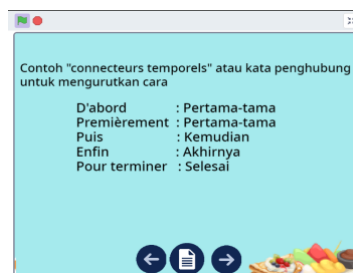 Contoh "connecteurs temporels" atau kata penghubung
untuk mengurutkan cara
D'abord : Pertama-tama
Premièrement : Pertama-tama
Puis : Kemudian
Enfin : Akhirnya
Pour terminer : Selesai